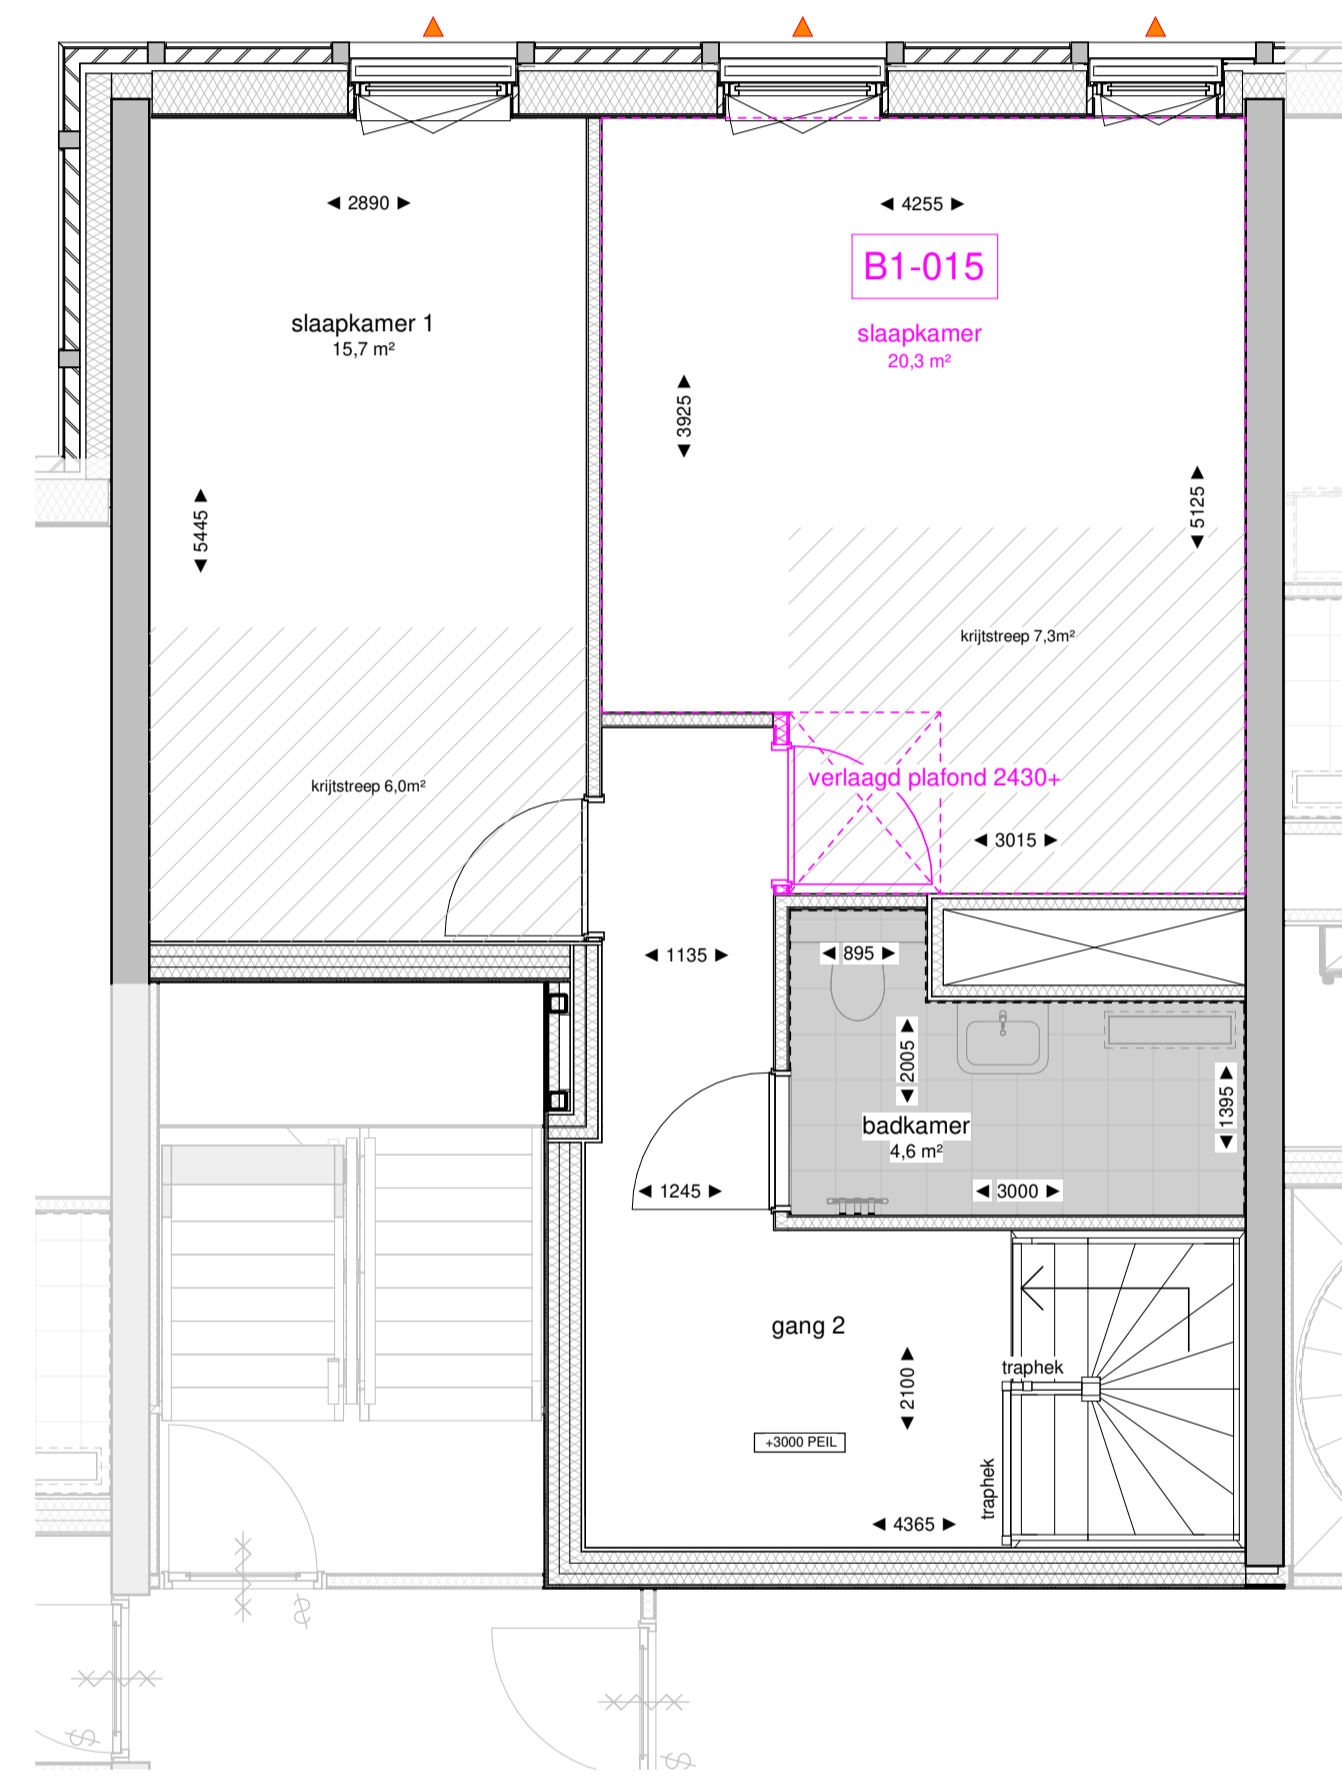 2890
4255
B1-015
slaapkamer 1
15,7 m²
slaapkamer
20,3 m²
3925
5445
5125
krijtstreep 7,3m²
krijtstreep 6,0m²
verlaagd plafond 2430+
3015
1135
895
2005
1395
badkamer
4,6 m²
1245
3000
gang 2
traphek
2100
+3000 PEIL
traphek
4365
S
S
S